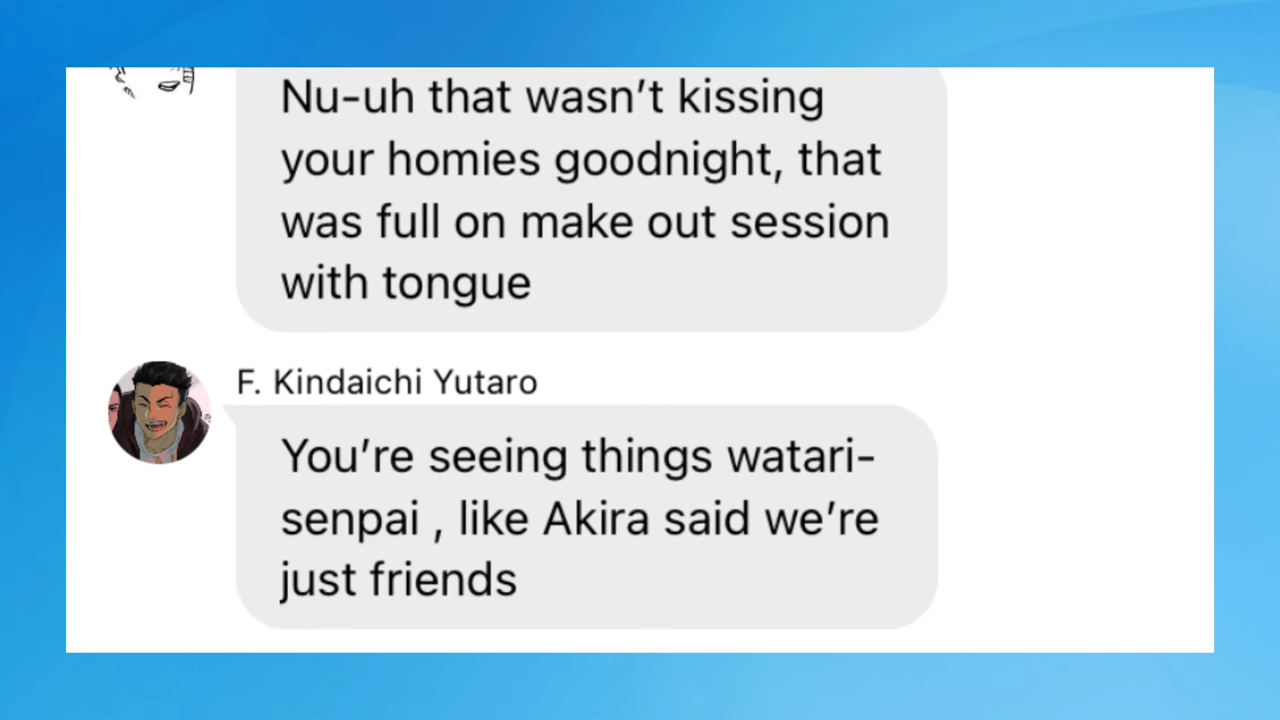 Nu-uh that wasn't kissing
your homies goodnight, that
was full on make out session
with tongue
F. Kindaichi Yutaro
You're seeing things watari-
senpai , like Akira said we're
just friends